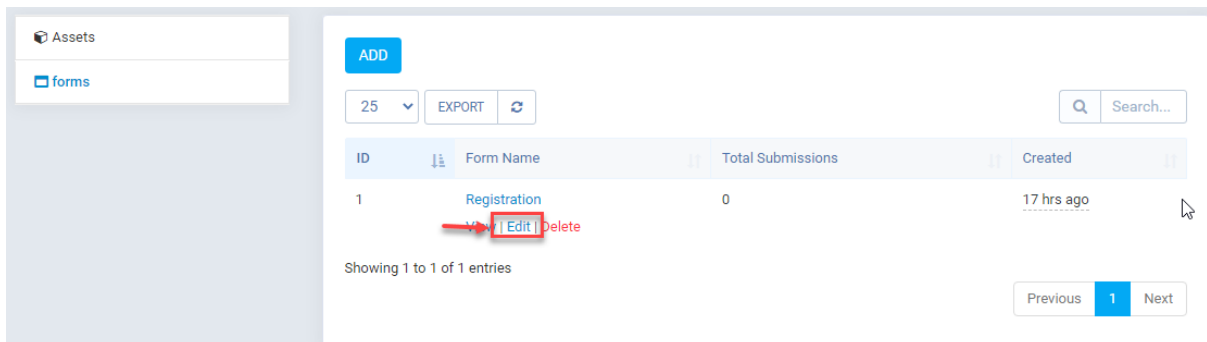 Assets
forms
ADD
25 EXPORT Search...
ID Form Name Total Submissions Created
1 Registration 0 17 hrs ago
View | Edit | Delete
Showing 1 to 1 of 1 entries
Previous 1 Next